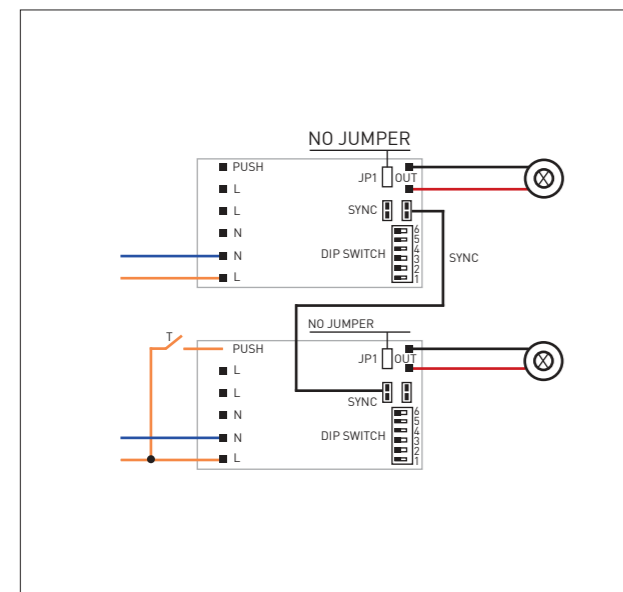 NO JUMPER
PUSH
JP1 OUT
L
L
SYNC
N
DIP SWITCH
6
5
4
3
2
1
N
SYNC
L
NO JUMPER
T
PUSH
JP1 OUT
L
L
SYNC
N
DIP SWITCH
6
5
4
3
2
1
N
L